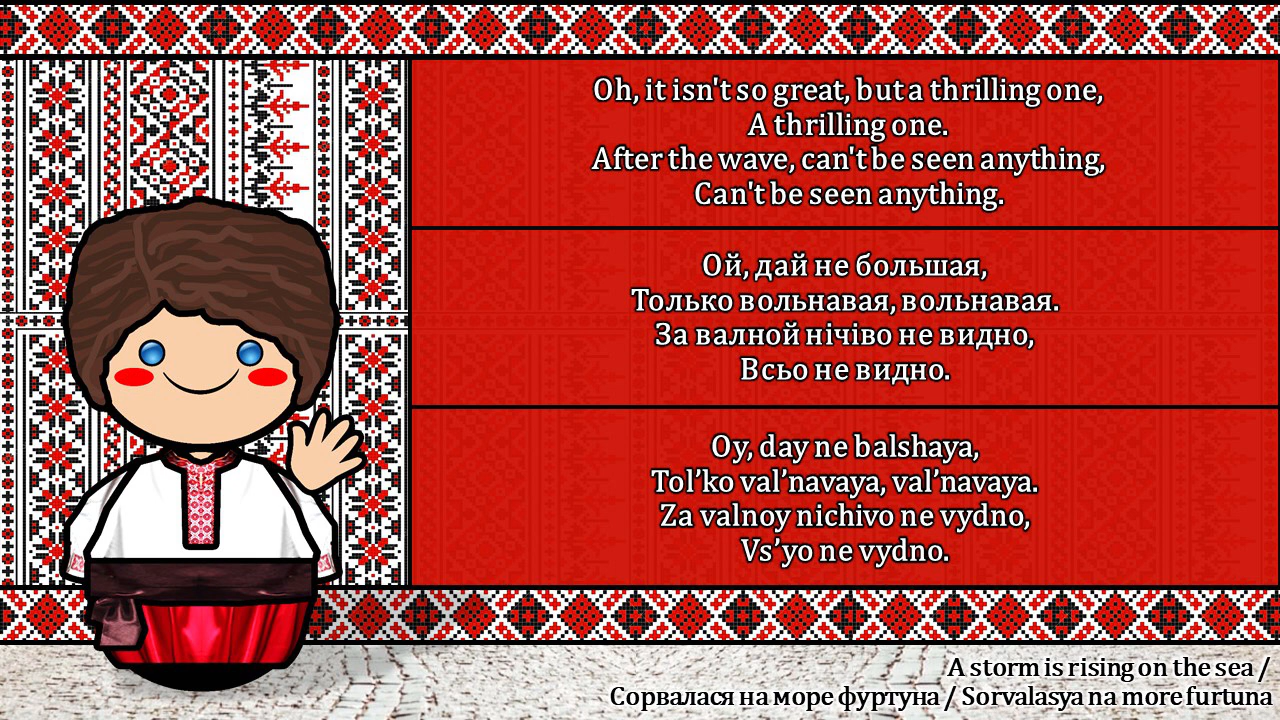 Oh, it isn't so great, but a thrilling one,
A thrilling one.
After the wave, can't be seen anything,
Can't be seen anything.
Ой, дай не большая,
Только вольнавая, вольнавая.
За валной нічіво не видно,
Всьо не видно.
Oy, day ne balshaya,
Tol’ko val’navaya, val’navaya.
Za valnoy nichivo ne vydno,
Vs’yo ne vydno.
A storm is rising on the sea /
Сорвалася на море фуртуна / Sorvalasya na more furtuna